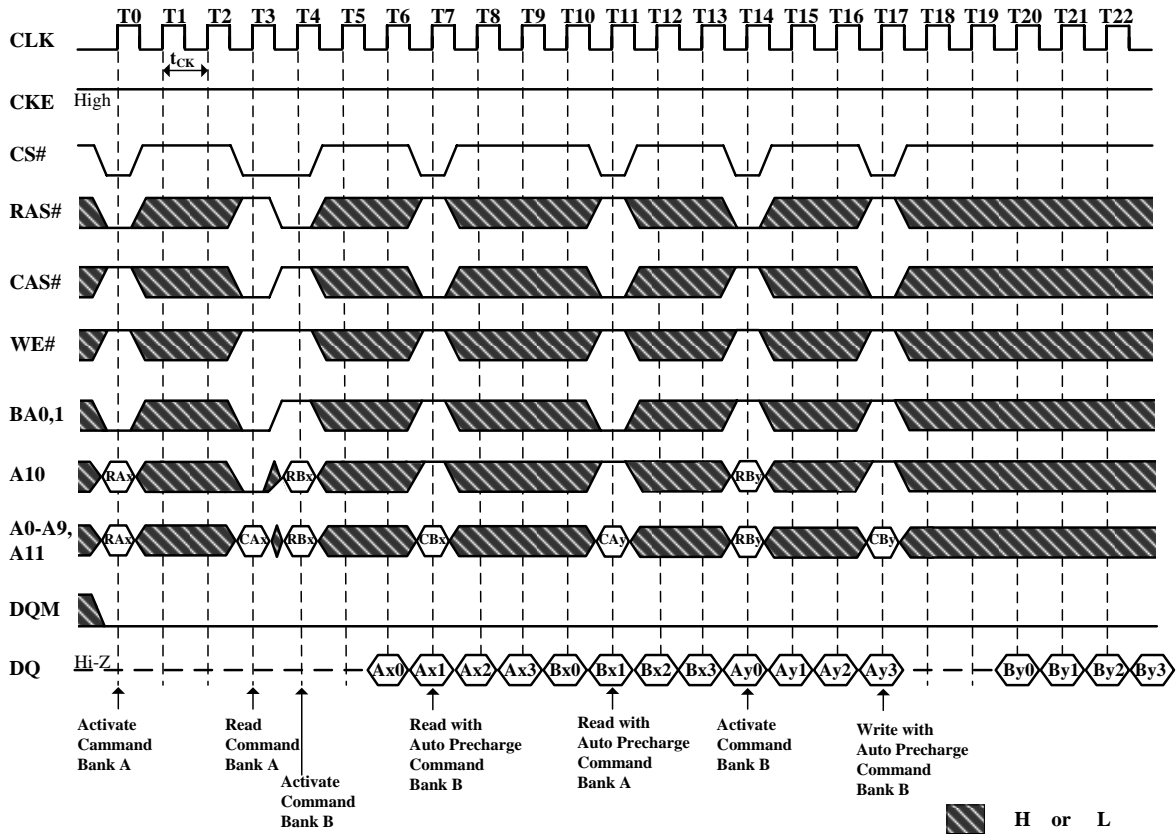 T0 T1 T2 T3 T4 T5 T6 T7 T8 T9 T10 T11 T12 T13 T14 T15 T16 T17 T18 T19 T20 T21 T22
CLK
tCK
CKE High
CS#
RAS#
CAS#
WE#
BA0,1
A10 RAx RBx RBy
A0-A9,
A11
RAx CAx RBx CBx CAy RBy CBy
DQM
DQ Hi-Z Ax0 Ax1 Ax2 Ax3 Bx0 Bx1 Bx2 Bx3 Ay0 Ay1 Ay2 Ay3 By0 By1 By2 By3
Activate
Cammand
Bank A
Read
Command
Bank A
Activate
Command
Bank B
Read with
Auto Precharge
Command
Bank B
Read with
Auto Precharge
Command
Bank A
Activate
Command
Bank B
Write with
Auto Precharge
Command
Bank B
H or L